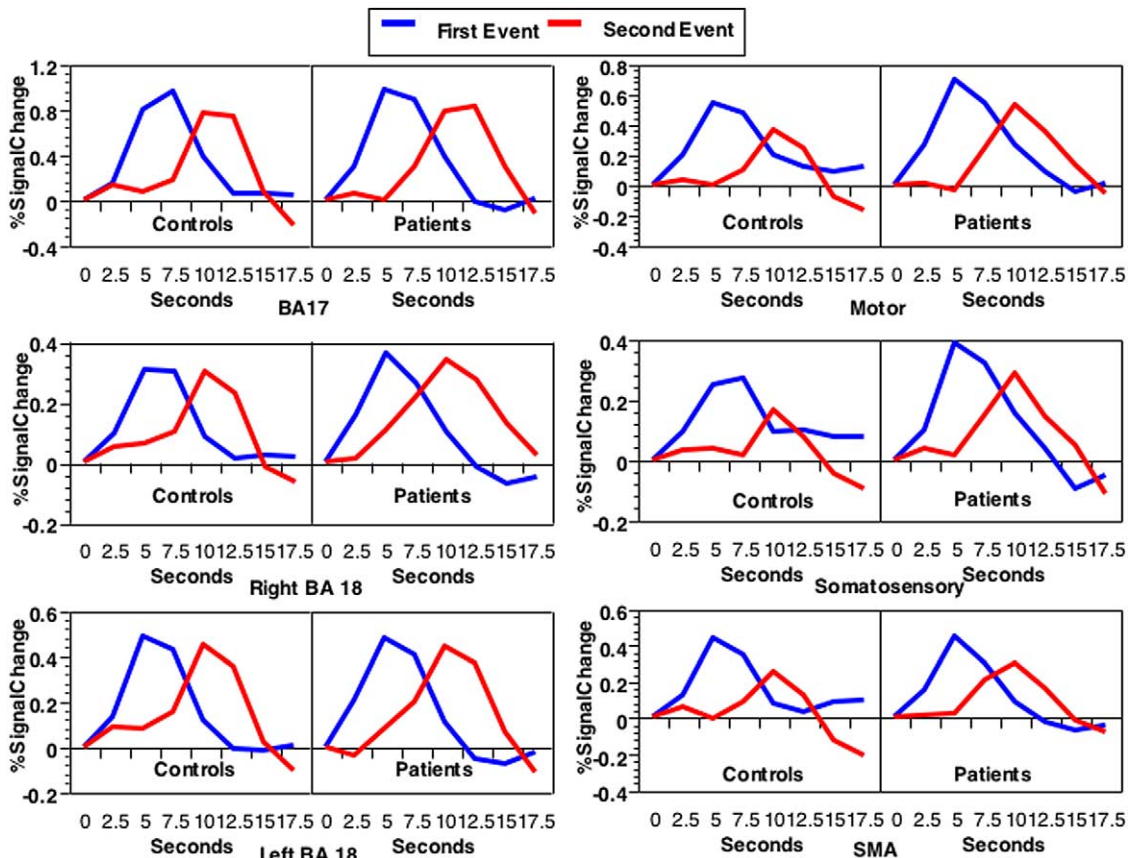 First Event Second Event
%SignalChange
1.2
0.8
0.4
0
-0.4
Controls Patients
0 2.5 5 7.5 10 12.5 15 17.5 0 2.5 5 7.5 10 12.5 15 17.5
Seconds Seconds
BA17
%SignalChange
0.8
0.6
0.4
0.2
0
-0.2
-0.4
Controls Patients
0 2.5 5 7.5 10 12.5 15 17.5 0 2.5 5 7.5 10 12.5 15 17.5
Seconds Seconds
Motor
%SignalChange
0.4
0.2
0
-0.2
Controls Patients
0 2.5 5 7.5 10 12.5 15 17.5 0 2.5 5 7.5 10 12.5 15 17.5
Seconds Seconds
Right BA 18
%SignalChange
0.4
0.2
0
-0.2
Controls Patients
0 2.5 5 7.5 10 12.5 15 17.5 0 2.5 5 7.5 10 12.5 15 17.5
Seconds Seconds
Somatosensory
%SignalChange
0.6
0.4
0.2
0
-0.2
Controls Patients
0 2.5 5 7.5 10 12.5 15 17.5 0 2.5 5 7.5 10 12.5 15 17.5
Seconds Seconds
Left BA 18
%SignalChange
0.6
0.4
0.2
0
-0.2
-0.4
Controls Patients
0 2.5 5 7.5 10 12.5 15 17.5 0 2.5 5 7.5 10 12.5 15 17.5
Seconds Seconds
SMA